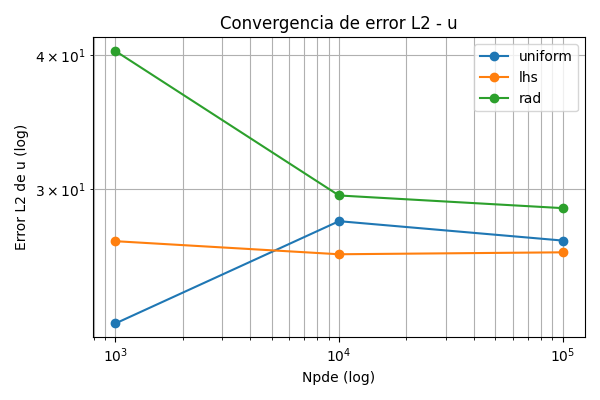 Convergencia de error L2 - u
uniform
lhs
rad
4 × 10¹
3 × 10¹
Error L2 de u (log)
10³
10⁴
10⁵
Npde (log)